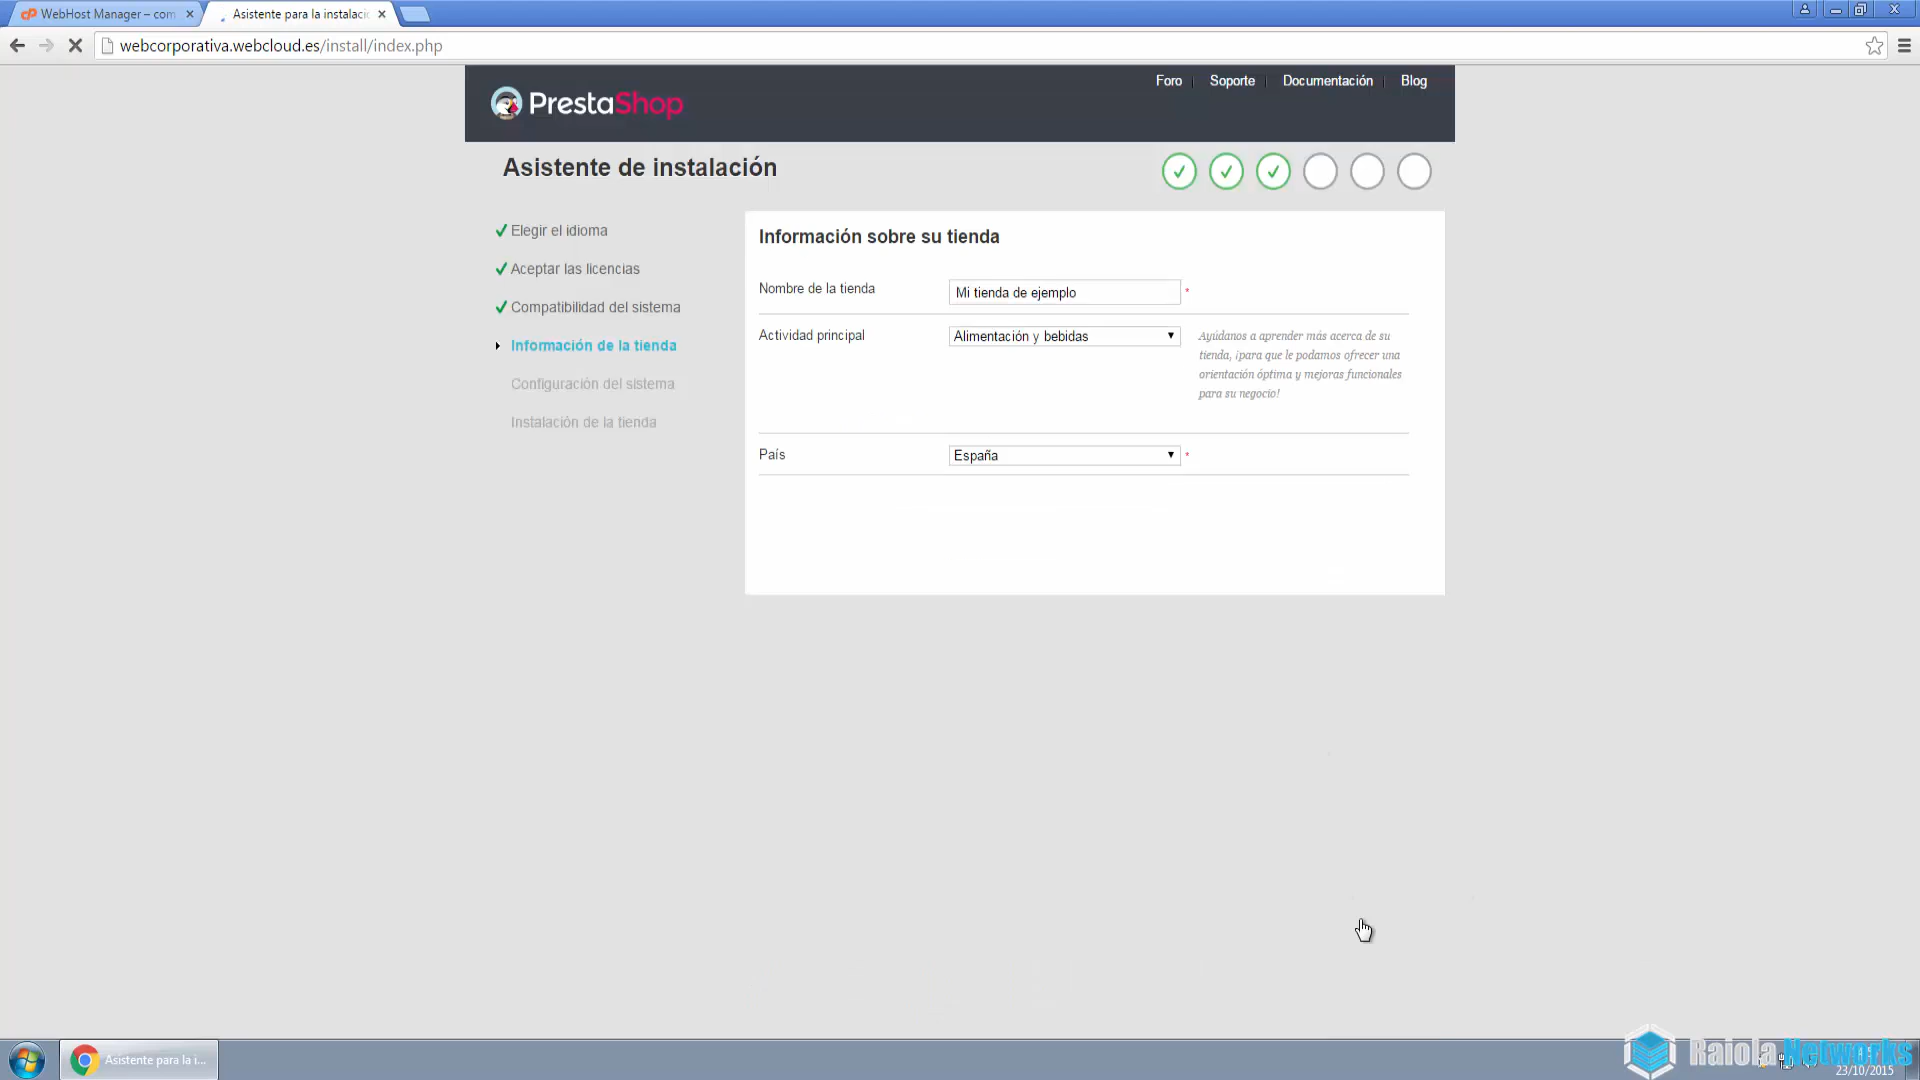 WebHost Manager – com
Asistente para la instalaci
webcorporativa.webcloud.es/install/index.php
Foro
Soporte
Documentación
Blog
PrestaShop
Asistente de instalación
Elegir el idioma
Aceptar las licencias
Compatibilidad del sistema
Información de la tienda
Configuración del sistema
Instalación de la tienda
Información sobre su tienda
Nombre de la tienda
Mi tienda de ejemplo
*
Actividad principal
Alimentación y bebidas
Ayúdanos a aprender más acerca de su
tienda, ¡para que le podamos ofrecer una
orientación óptima y mejoras funcionales
para su negocio!
País
España
*
Asistente para la i...
Raiola Networks
23/10/2015